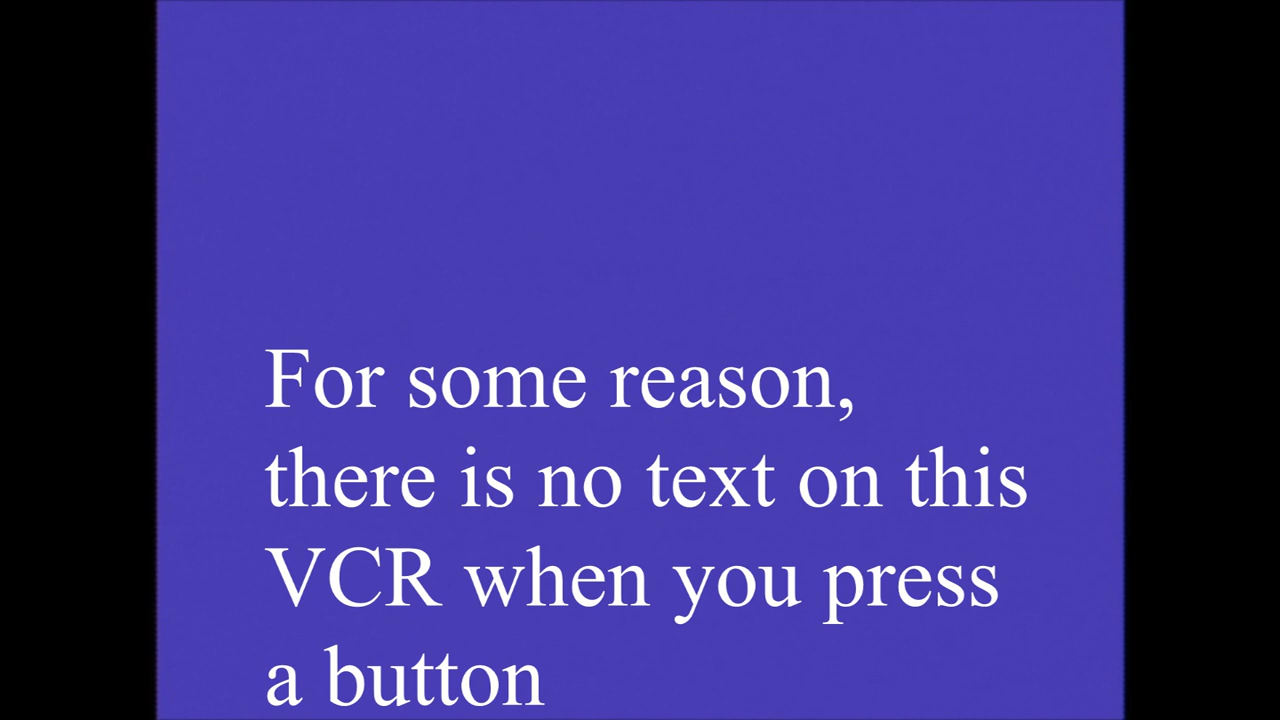 For some reason,
there is no text on this
VCR when you press
a button